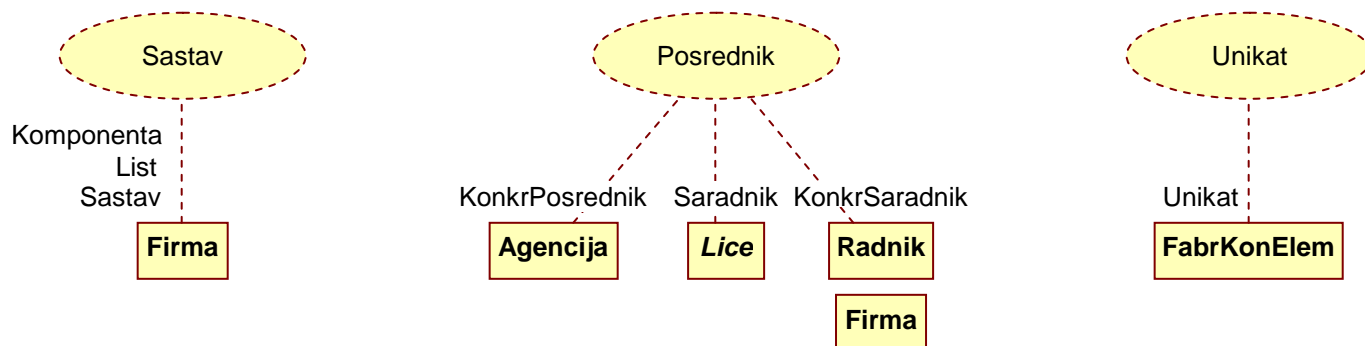 Sastav
Posrednik
Unikat
Komponenta
List
Sastav
KonkrPosrednik
Saradnik
KonkrSaradnik
Unikat
Firma
Agencija
Lice
Radnik
FabrKonElem
Firma